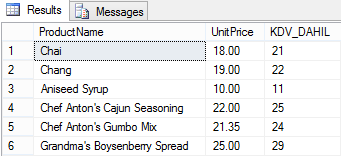 Results Messages
ProductName UnitPrice KDV_DAHIL
1 Chai 18.00 21
2 Chang 19.00 22
3 Aniseed Syrup 10.00 11
4 Chef Anton's Cajun Seasoning 22.00 25
5 Chef Anton's Gumbo Mix 21.35 24
6 Grandma's Boysenberry Spread 25.00 29